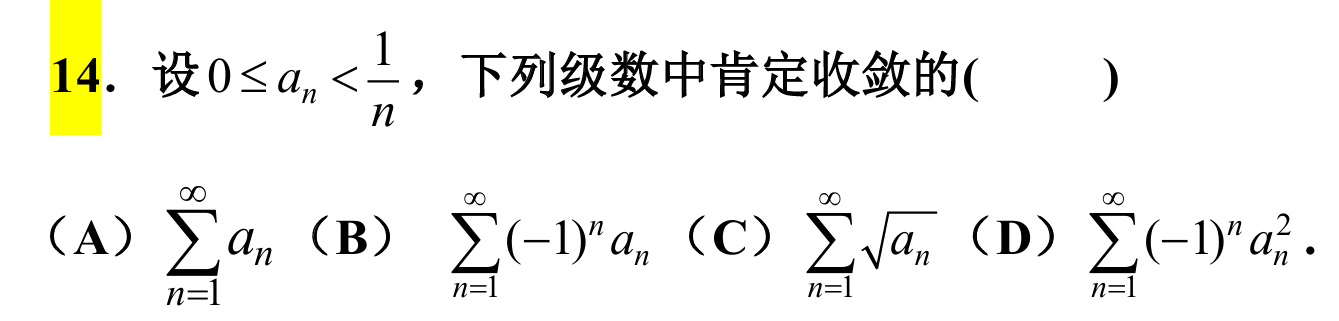 14. 设 $0 \leq a_n < \frac{1}{n}$，下列级数中肯定收敛的(    )
（A）$\sum_{n=1}^{\infty} a_n$（B）$\sum_{n=1}^{\infty} (-1)^n a_n$（C）$\sum_{n=1}^{\infty} \sqrt{a_n}$（D）$\sum_{n=1}^{\infty} (-1)^n a_n^2$.